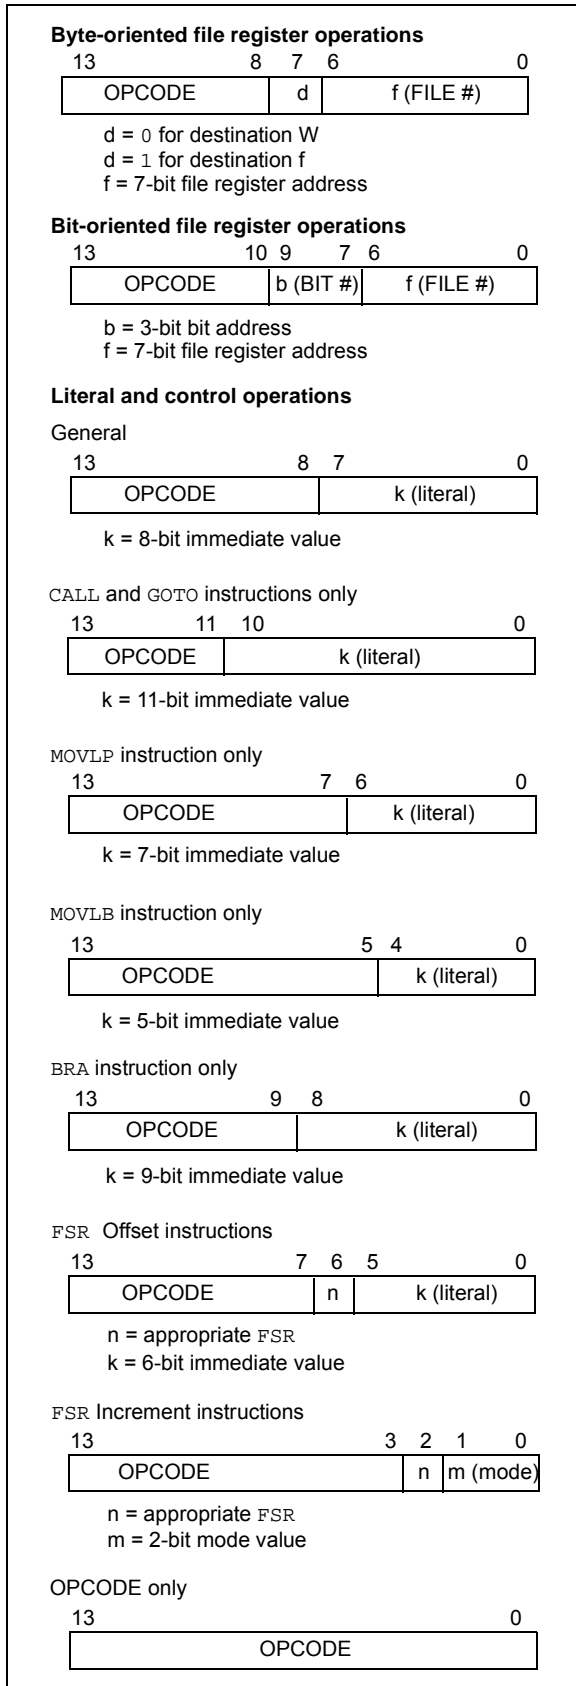 Byte-oriented file register operations
13 8 7 6 0
OPCODE d f (FILE #)
d = 0 for destination W
d = 1 for destination f
f = 7-bit file register address
Bit-oriented file register operations
13 10 9 7 6 0
OPCODE b (BIT #) f (FILE #)
b = 3-bit bit address
f = 7-bit file register address
Literal and control operations
General
13 8 7 0
OPCODE k (literal)
k = 8-bit immediate value
CALL and GOTO instructions only
13 11 10 0
OPCODE k (literal)
k = 11-bit immediate value
MOVLP instruction only
13 7 6 0
OPCODE k (literal)
k = 7-bit immediate value
MOVLB instruction only
13 5 4 0
OPCODE k (literal)
k = 5-bit immediate value
BRA instruction only
13 9 8 0
OPCODE k (literal)
k = 9-bit immediate value
FSR Offset instructions
13 7 6 5 0
OPCODE n k (literal)
n = appropriate FSR
k = 6-bit immediate value
FSR Increment instructions
13 3 2 1 0
OPCODE n m (mode)
n = appropriate FSR
m = 2-bit mode value
OPCODE only
13 0
OPCODE